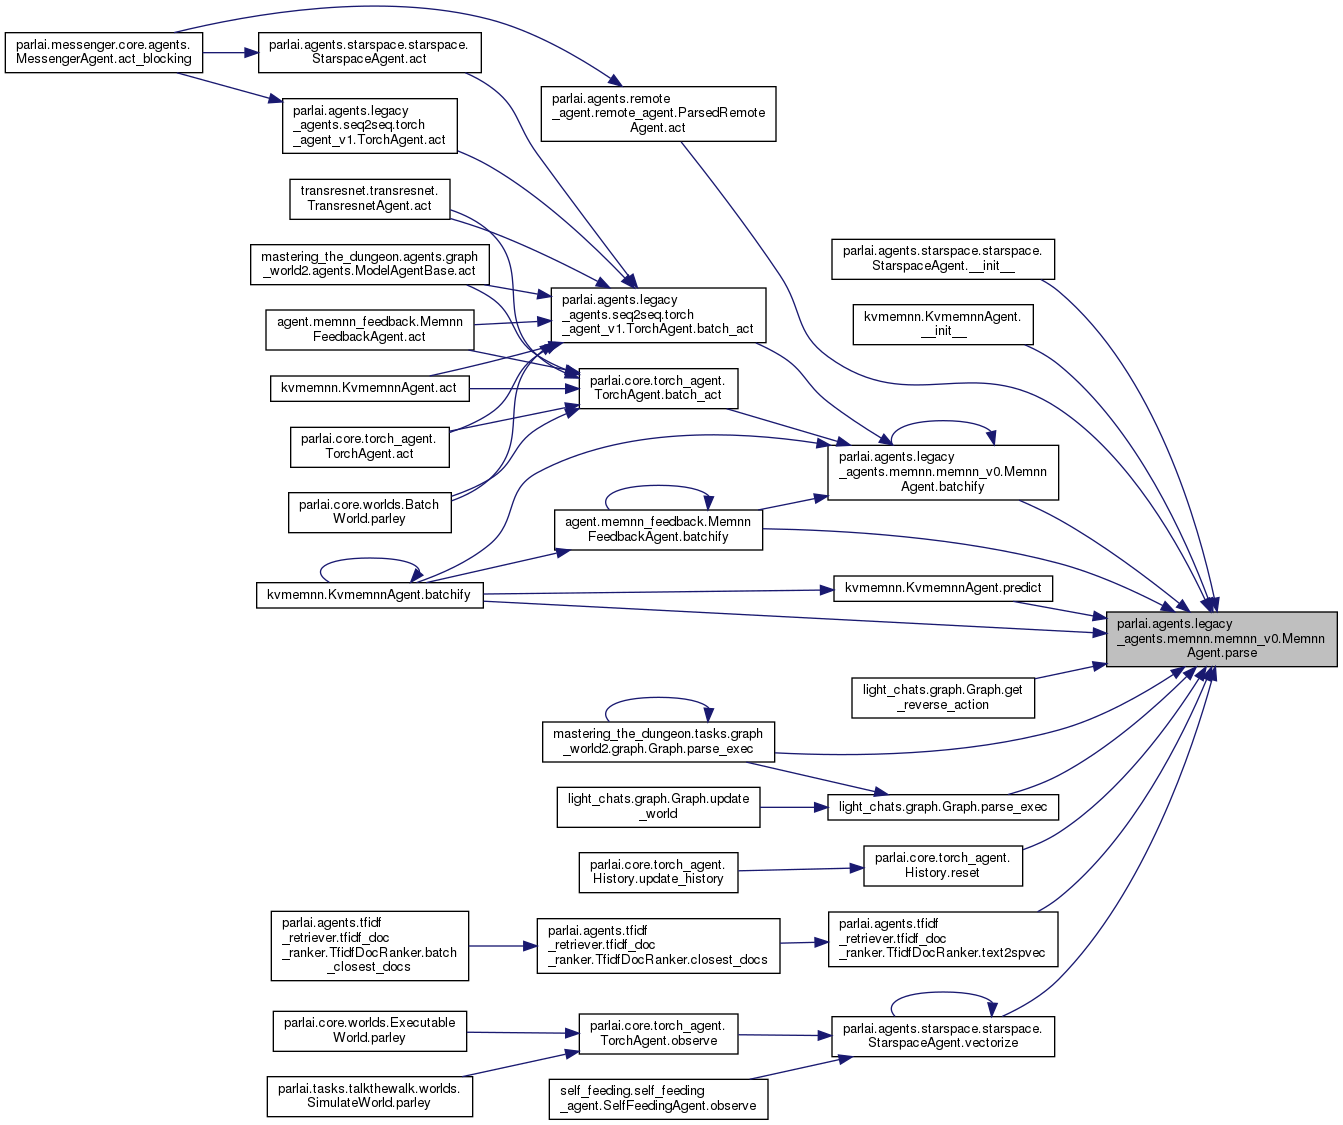 parlai.messenger.core.agents.
MessengerAgent.act_blocking
parlai.agents.starspace.starspace.
StarspaceAgent.act
parlai.agents.remote
_agent.remote_agent.ParsedRemote
Agent.act
parlai.agents.legacy
_agents.seq2seq.torch
_agent_v1.TorchAgent.act
transresnet.transresnet.
TransresnetAgent.act
mastering_the_dungeon.agents.graph
_world2.agents.ModelAgentBase.act
agent.memnn_feedback.Memnn
FeedbackAgent.act
kvmemnn.KvmemnnAgent.act
parlai.core.torch_agent.
TorchAgent.act
parlai.core.worlds.Batch
World.parley
kvmemnn.KvmemnnAgent.batchify
parlai.agents.legacy
_agents.seq2seq.torch
_agent_v1.TorchAgent.batch_act
parlai.core.torch_agent.
TorchAgent.batch_act
agent.memnn_feedback.Memnn
FeedbackAgent.batchify
parlai.agents.starspace.starspace.
StarspaceAgent.__init__
kvmemnn.KvmemnnAgent.
__init__
parlai.agents.legacy
_agents.memnn.memnn_v0.Memnn
Agent.batchify
kvmemnn.KvmemnnAgent.predict
parlai.agents.legacy
_agents.memnn.memnn_v0.Memnn
Agent.parse
light_chats.graph.Graph.get
_reverse_action
mastering_the_dungeon.tasks.graph
_world2.graph.Graph.parse_exec
light_chats.graph.Graph.update
_world
light_chats.graph.Graph.parse_exec
parlai.core.torch_agent.
History.update_history
parlai.core.torch_agent.
History.reset
parlai.agents.tfidf
_retriever.tfidf_doc
_ranker.TfidfDocRanker.batch
_closest_docs
parlai.agents.tfidf
_retriever.tfidf_doc
_ranker.TfidfDocRanker.closest_docs
parlai.agents.tfidf
_retriever.tfidf_doc
_ranker.TfidfDocRanker.text2spvec
parlai.core.worlds.Executable
World.parley
parlai.core.torch_agent.
TorchAgent.observe
parlai.agents.starspace.starspace.
StarspaceAgent.vectorize
parlai.tasks.talkthewalk.worlds.
SimulateWorld.parley
self_feeding.self_feeding
_agent.SelfFeedingAgent.observe